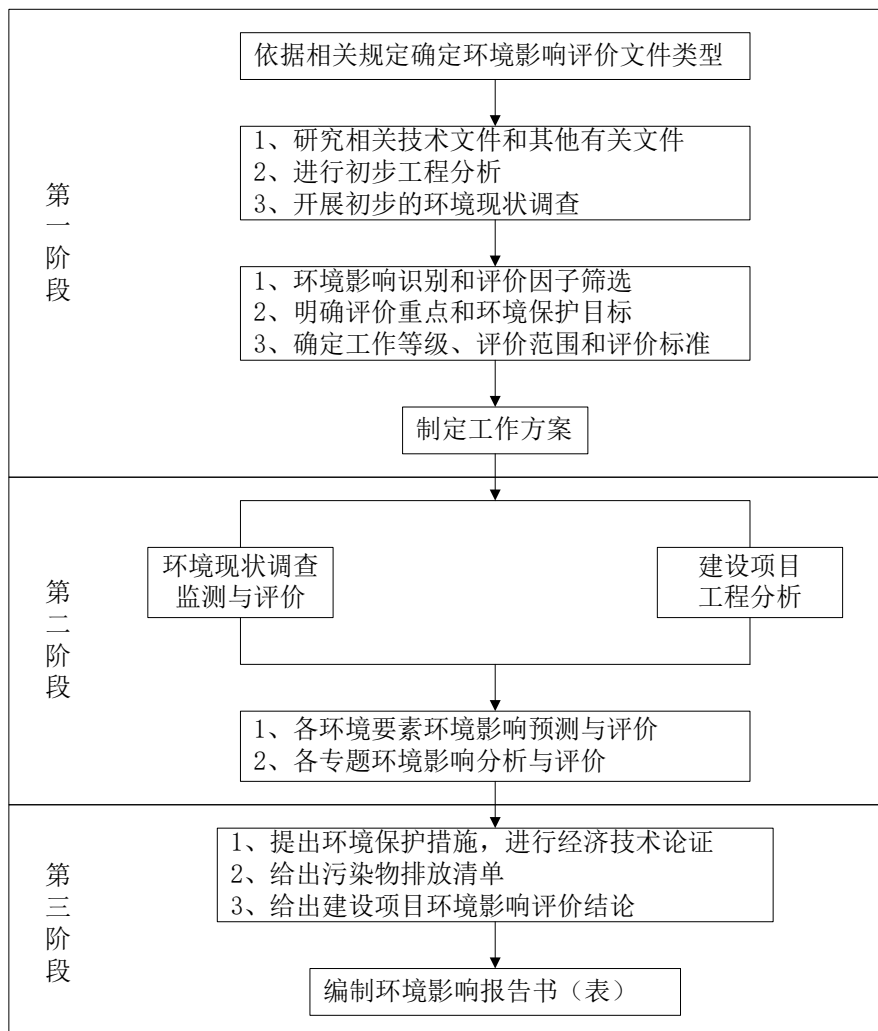 依据相关规定确定环境影响评价文件类型
1、研究相关技术文件和其他有关文件
2、进行初步工程分析
3、开展初步的环境现状调查
第一阶段
1、环境影响识别和评价因子筛选
2、明确评价重点和环境保护目标
3、确定工作等级、评价范围和评价标准
制定工作方案
第二阶段
环境现状调查
监测与评价
建设项目
工程分析
1、各环境要素环境影响预测与评价
2、各专题环境影响分析与评价
第三阶段
1、提出环境保护措施，进行经济技术论证
2、给出污染物排放清单
3、给出建设项目环境影响评价结论
编制环境影响报告书（表）